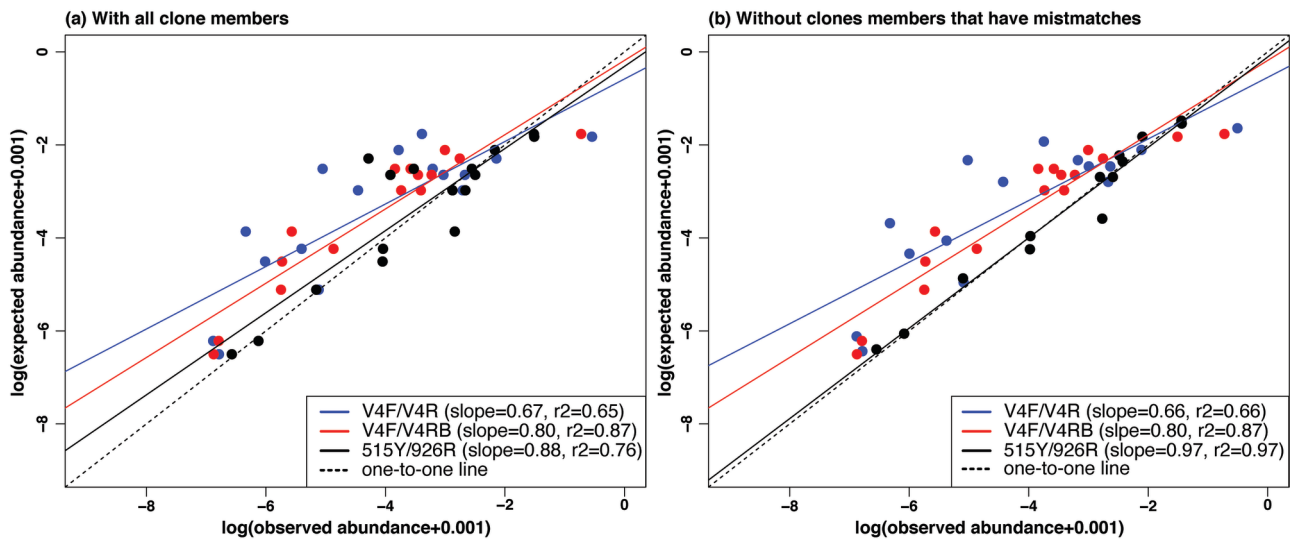 (a) With all clone members
log(expected abundance+0.001)
0
−2
−4
−6
−8
V4F/V4R (slope=0.67, r2=0.65)
V4F/V4RB (slope=0.80, r2=0.87)
515Y/926R (slope=0.88, r2=0.76)
one-to-one line
−8
−6
−4
−2
0
log(observed abundance+0.001)
(b) Without clones members that have mismatches
log(expected abundance+0.001)
0
−2
−4
−6
−8
V4F/V4R (slope=0.66, r2=0.66)
V4F/V4RB (slope=0.80, r2=0.87)
515Y/926R (slope=0.97, r2=0.97)
one-to-one line
−8
−6
−4
−2
0
log(observed abundance+0.001)